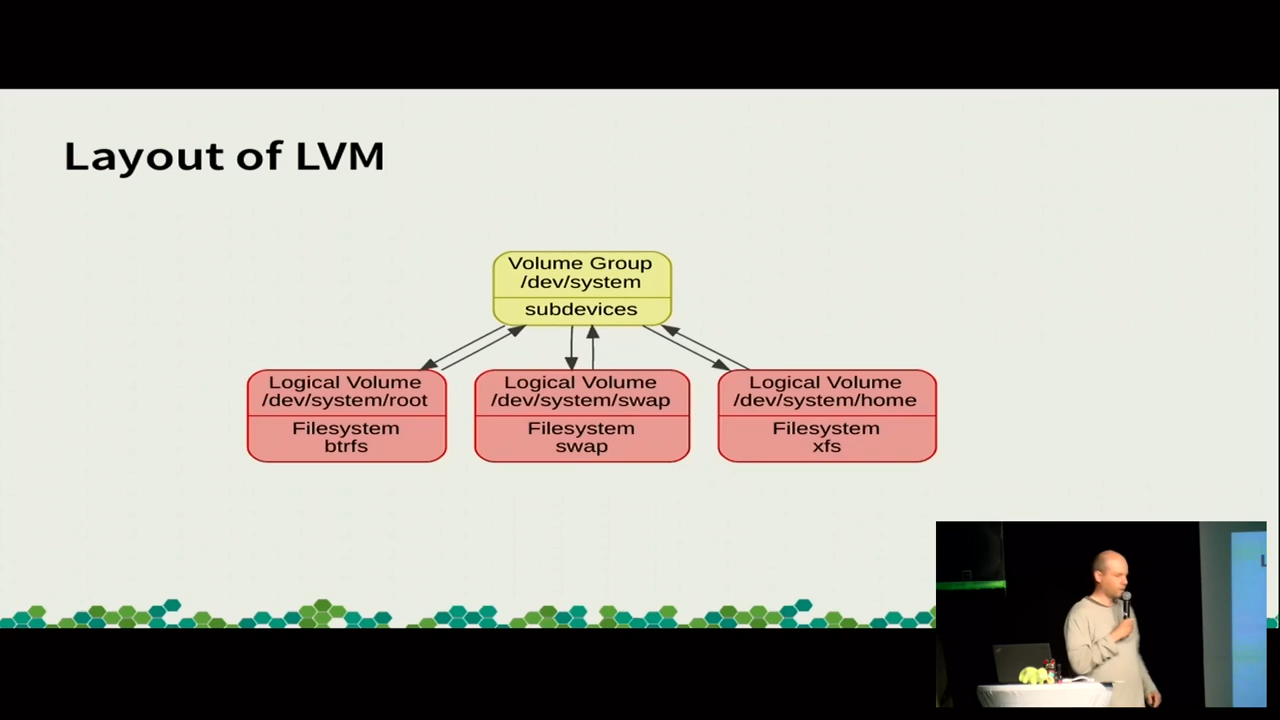 Layout of LVM
Volume Group
/dev/system
subdevices
Logical Volume
/dev/system/root
Filesystem
btrfs
Logical Volume
/dev/system/swap
Filesystem
swap
Logical Volume
/dev/system/home
Filesystem
xfs